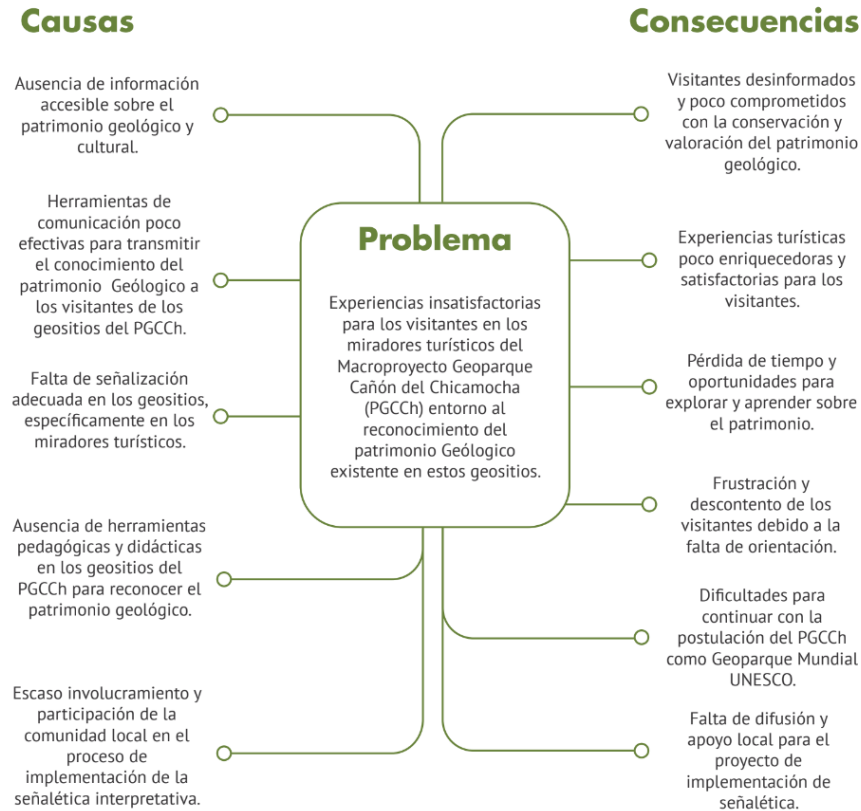 Causas
Ausencia de información
accesible sobre el
patrimonio geológico y
cultural.
Herramientas de
comunicación poco
efectivas para transmitir
el conocimiento del
patrimonio Geólogico a
los visitantes de los
geositios del PGCCh.
Falta de señalización
adecuada en los geositios,
específicamente en los
miradores turísticos.
Ausencia de herramientas
pedagógicas y didácticas
en los geositios del
PGCCh para reconocer el
patrimonio geológico.
Escaso involucramiento y
participación de la
comunidad local en el
proceso de
implementación de la
señalética interpretativa.
Problema
Experiencias insatisfactorias
para los visitantes en los
miradores turísticos del
Macroproyecto Geoparque
Cañón del Chicamocha
(PGCCh) entorno al
reconocimiento del
patrimonio Geólogico
existente en estos geositios.
Consecuencias
Visitantes desinformados
y poco comprometidos
con la conservación y
valoración del patrimonio
geológico.
Experiencias turísticas
poco enriquecedoras y
satisfactorias para los
visitantes.
Pérdida de tiempo y
oportunidades para
explorar y aprender sobre
el patrimonio.
Frustración y
descontento de los
visitantes debido a la
falta de orientación.
Dificultades para
continuar con la
postulación del PGCCh
como Geoparque Mundial
UNESCO.
Falta de difusión y
apoyo local para el
proyecto de
implementación de
señalética.